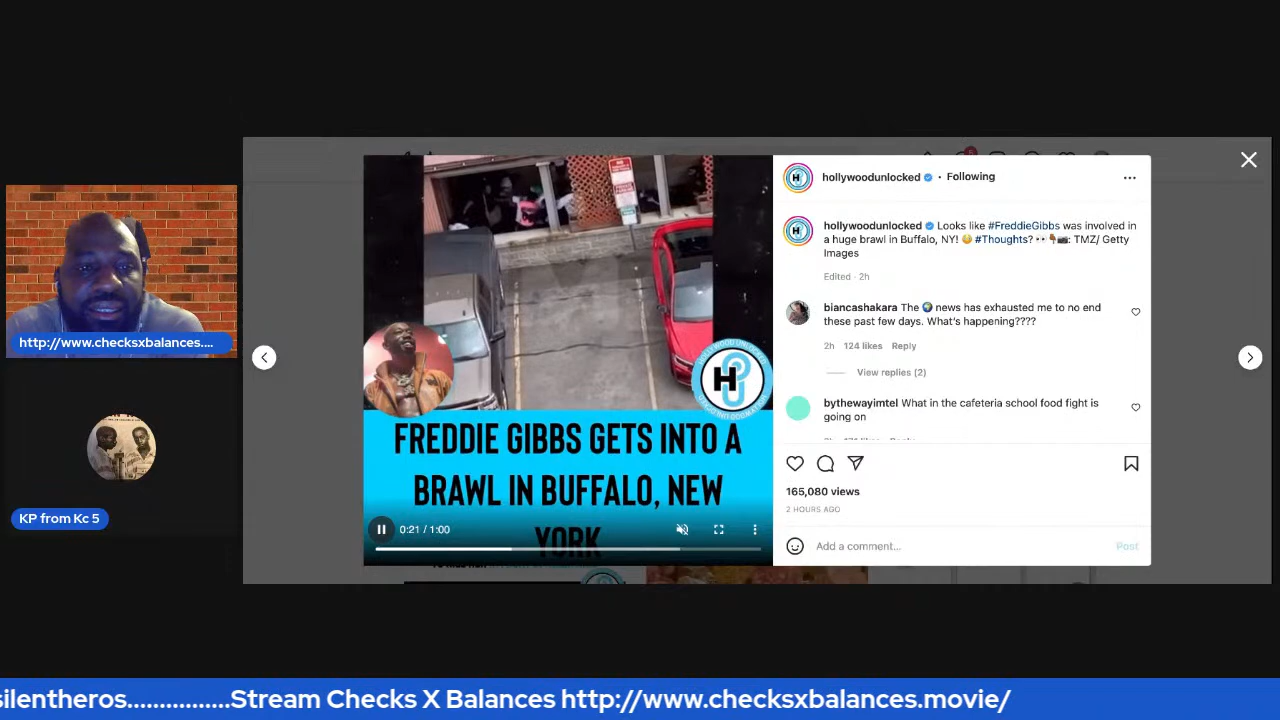 hollywoodunlocked • Following
hollywoodunlocked Looks like #FreddieGibbs was involved in
a huge brawl in Buffalo, NY! 😳 #Thoughts? 👀👇🏾📷: TMZ/ Getty
Images
Edited · 2h
biancashakara The 🌍 news has exhausted me to no end
these past few days. What's happening????
2h 124 likes Reply
View replies (2)
bythewayimtel What in the cafeteria school food fight is
going on
165,080 views
2 HOURS AGO
Add a comment...
Post
H
HOLLYWOOD UNLOCKED
FREDDIE GIBBS GETS INTO A
BRAWL IN BUFFALO, NEW
YORK
0:21 / 1:00
http://www.checksxbalances....
KP from Kc 5
silentheros...............Stream Checks X Balances http://www.checksxbalances.movie/